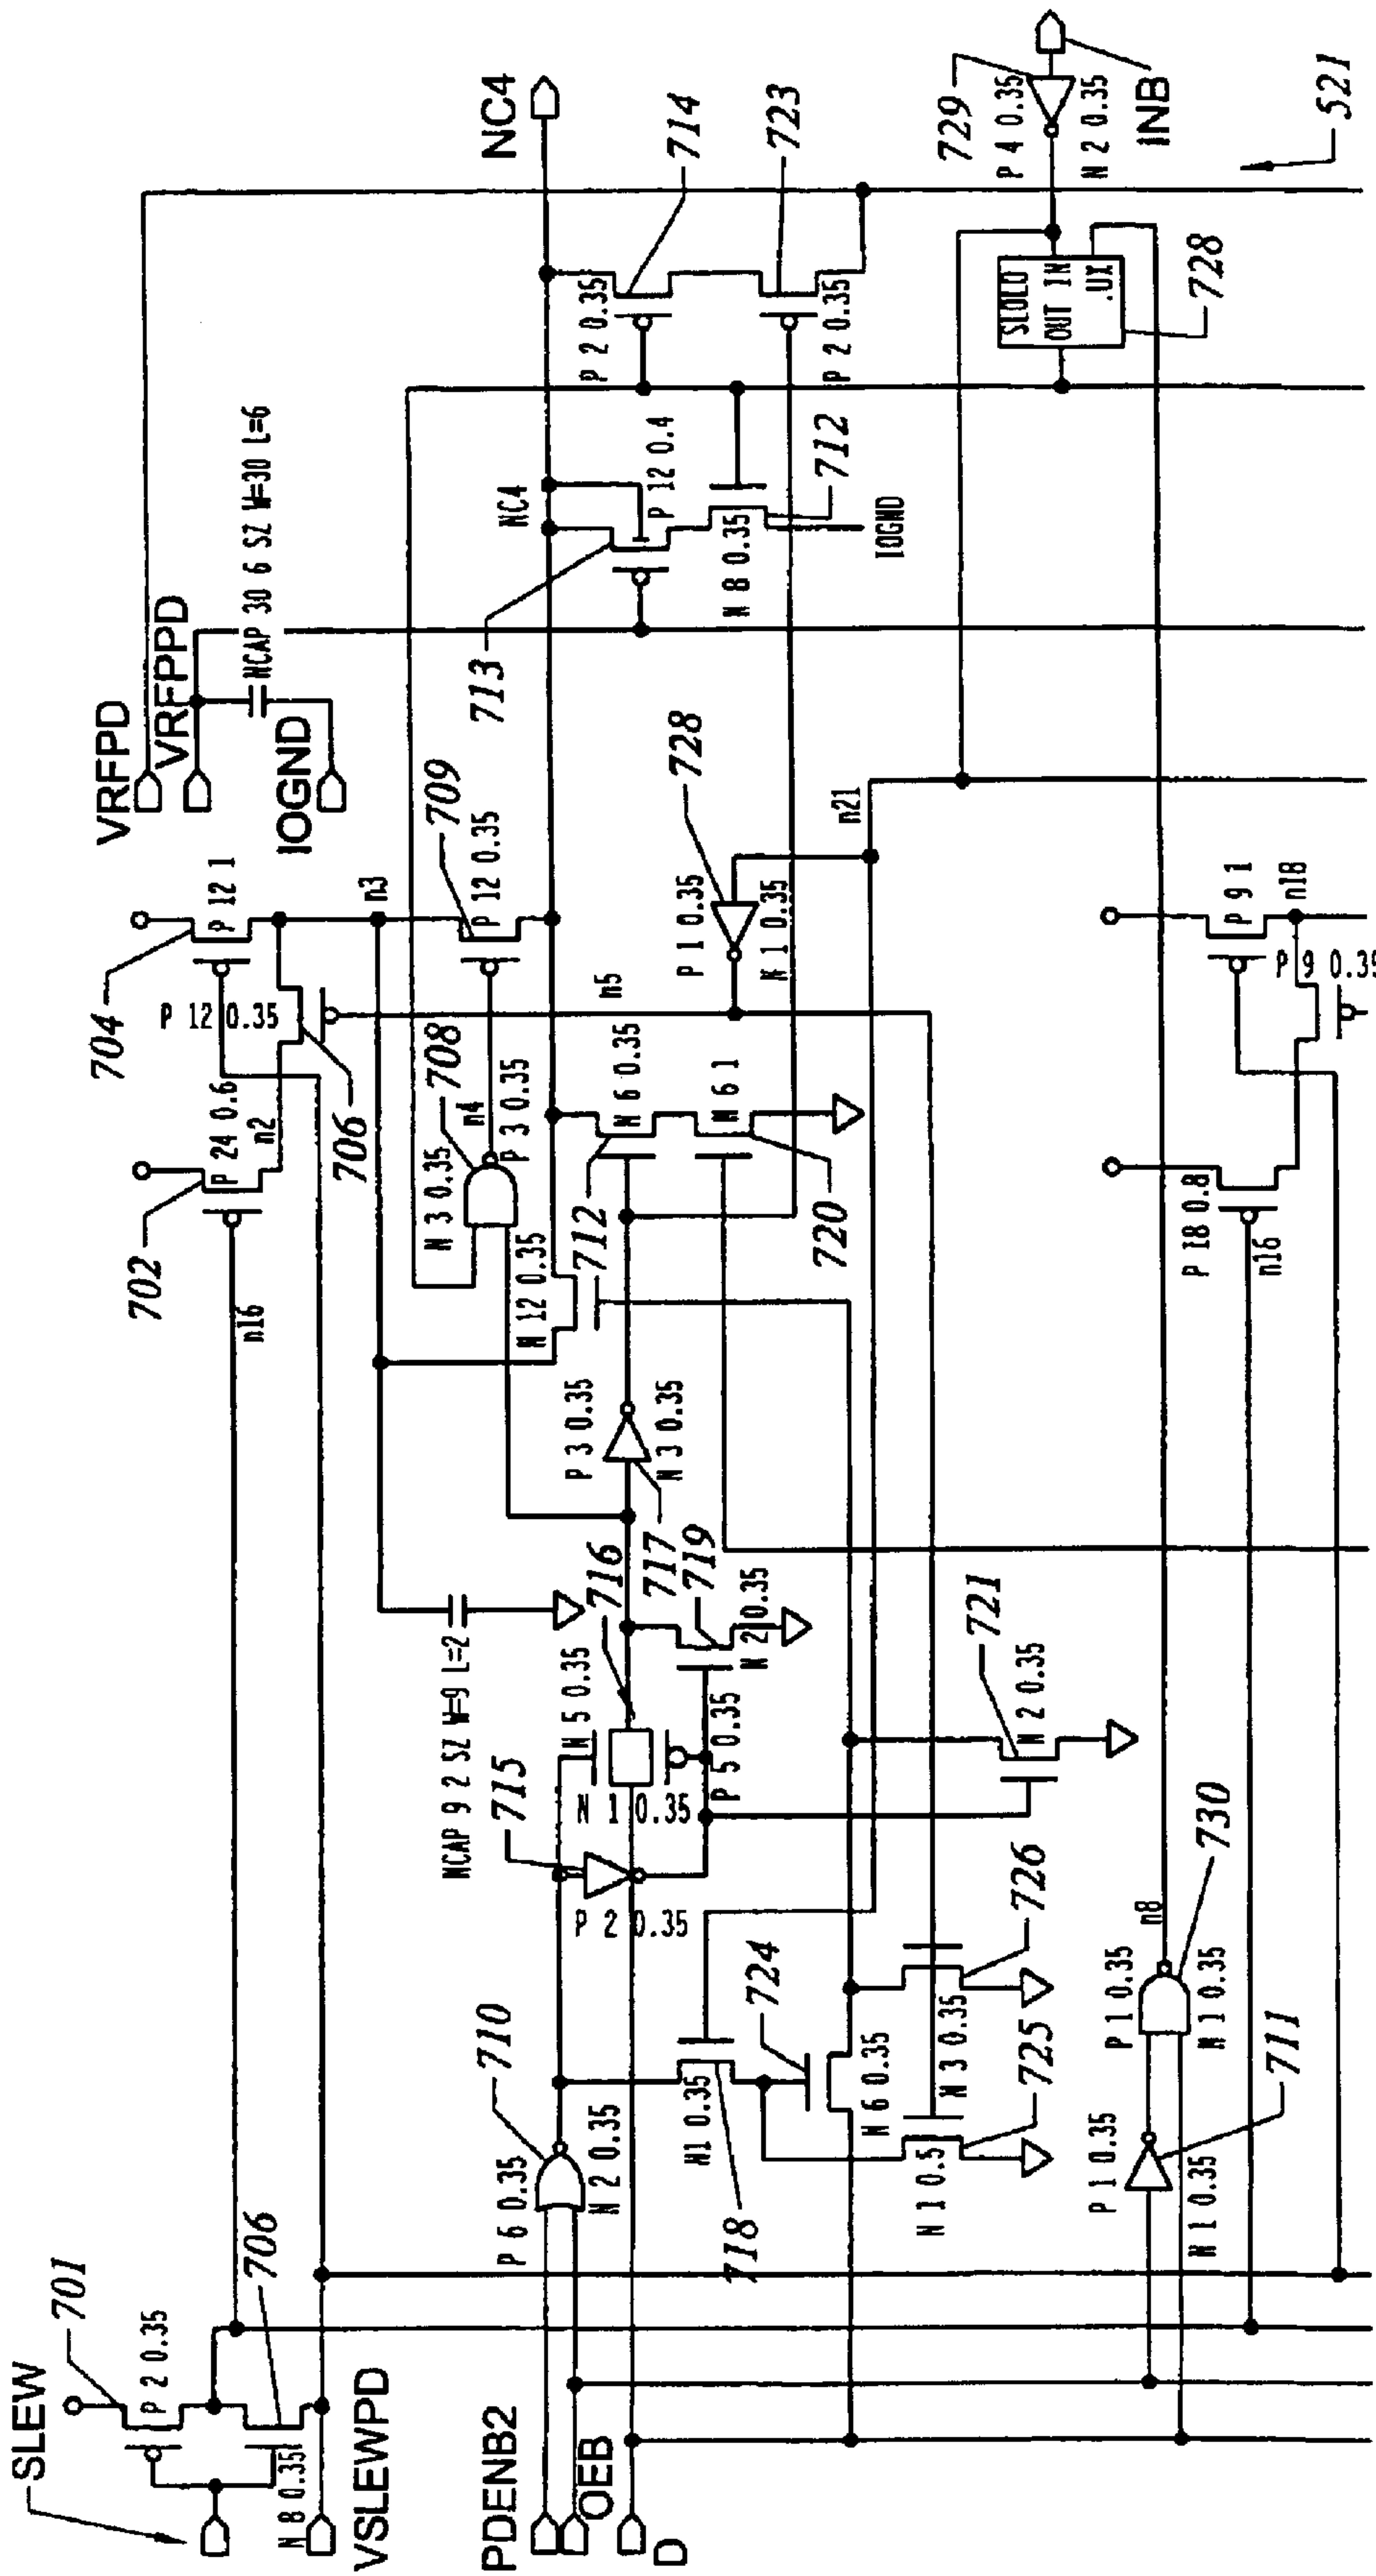 SLEW
701
P 2 0.35
706
N 8 0.35
VSLEWPD
PDENB2
OEB
D
702
P 24 0.6
n2
n16
704
P 12 1
P 12 0.35
706
n3
VRFPD
VRFPPD
IOGND
NCAP 30 6 SZ W=30 L=6
NC4
709
P 12 0.35
708
n4
N 3 0.35
P 3 0.35
N 12 0.35
712
n5
N 6 0.35
N 6 1
720
713
NC4
P 12 0.4
N 8 0.35
712
IOGND
P 2 0.35
714
P 2 0.35
723
NCAP 9 2 SZ W=9 L=2
710
P 6 0.35
N 2 0.35
715
P 2 0.35
N 1 0.35
N 5 0.35
P 5 0.35
716
717
719
N 2 0.35
P 3 0.35
N 3 0.35
728
P 1 0.35
N 1 0.35
n21
N1 0.35
718
724
N 6 0.35
N 3 0.35
726
N 1 0.5
725
721
N 2 0.35
P 1 0.35
N 1 0.35
711
P 1 0.35
N 1 0.35
730
n8
P 18 0.8
n16
P 9 1
n18
P 9 0.35
SLOLO
OUT IN
.UX
728
729
P 4 0.35
N 2 0.35
INB
521